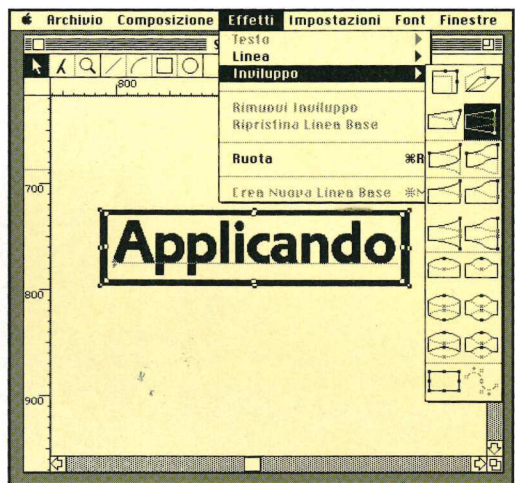 Archivio Composizione Effetti Impostazioni Font Finestre
S
Testo
Linea
Inviluppo
Rimuovi Inviluppo
Ripristina Linea Base
Ruota ⌘R
Crea Nuova Linea Base ⌘M
800
700
800
900
Applicando